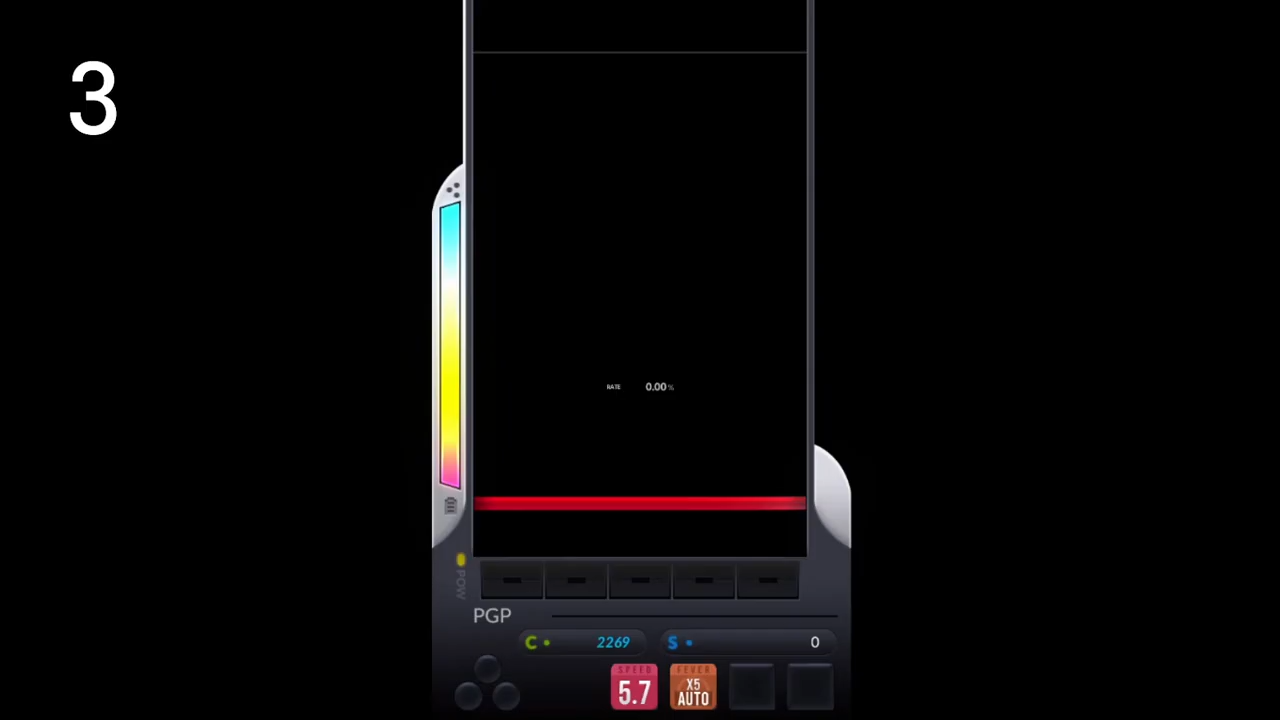 3
RATE 0.00 %
POW
PGP
C 2269 S 0
SPEED 5.7
FEVER X5 AUTO